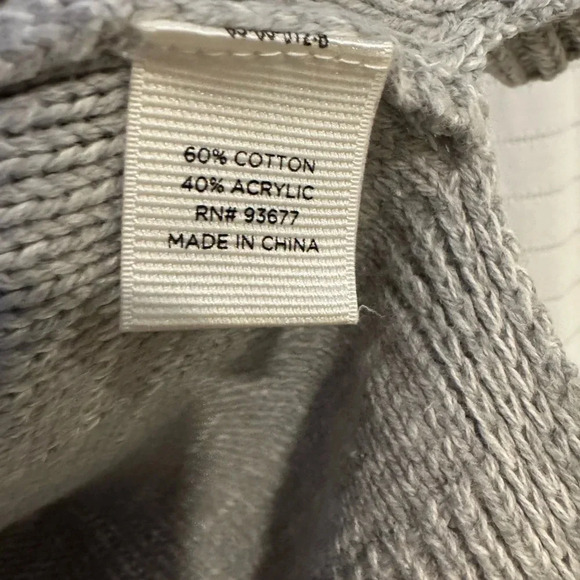 60% COTTON
40% ACRYLIC
RN# 93677
MADE IN CHINA